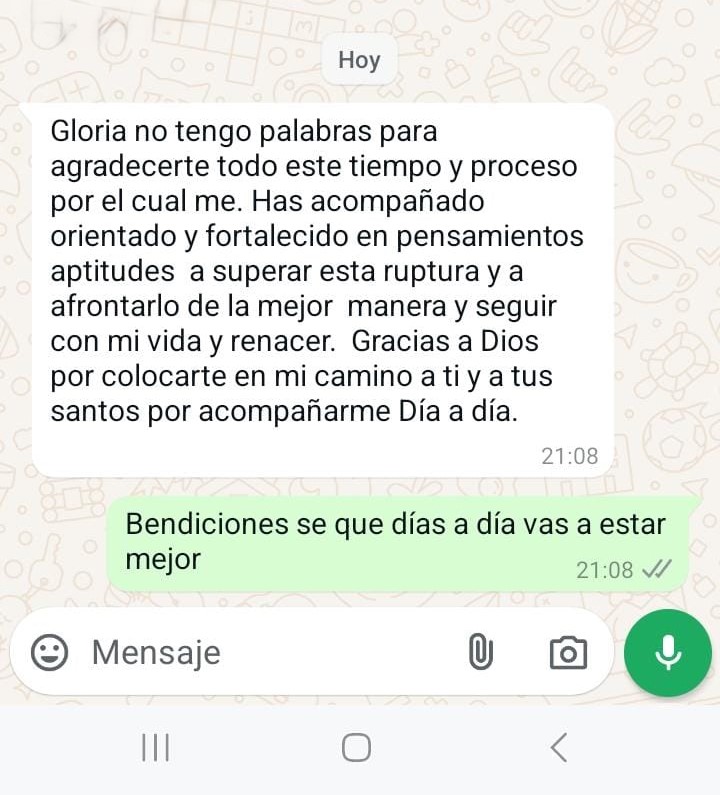 Hoy
Gloria no tengo palabras para
agradecerte todo este tiempo y proceso
por el cual me. Has acompañado
orientado y fortalecido en pensamientos
aptitudes  a superar esta ruptura y a
afrontarlo de la mejor  manera y seguir
con mi vida y renacer.  Gracias a Dios
por colocarte en mi camino a ti y a tus
santos por acompañarme Día a día.
21:08
Bendiciones se que días a día vas a estar
mejor
21:08
Mensaje